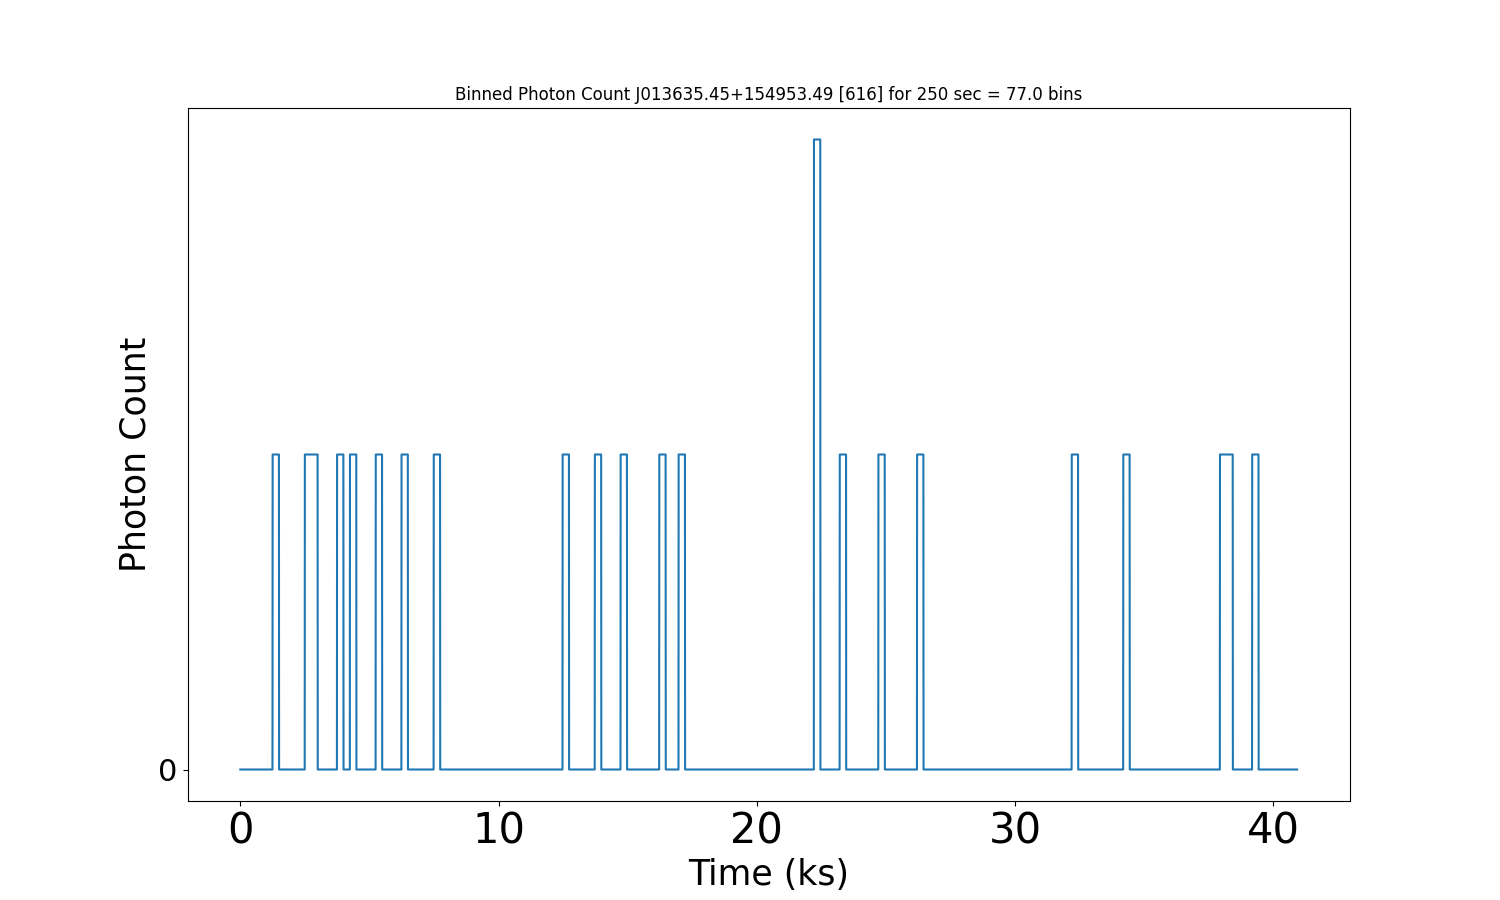 Binned Photon Count J013635.45+154953.49 [616] for 250 sec = 77.0 bins
Photon Count
0
0 10 20 30 40
Time (ks)